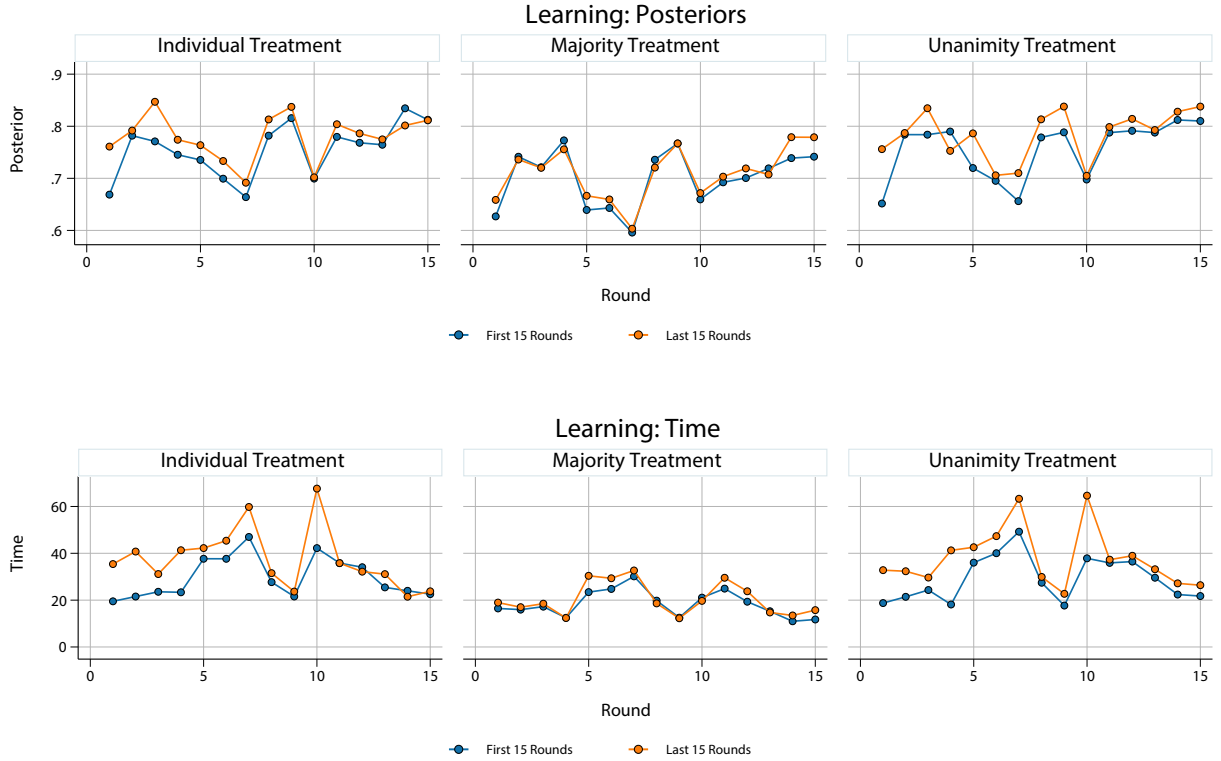 Learning: Posteriors
Individual Treatment Majority Treatment Unanimity Treatment
Posterior
.9
.8
.7
.6
0 5 10 15 0 5 10 15 0 5 10 15
Round
First 15 Rounds Last 15 Rounds
Learning: Time
Individual Treatment Majority Treatment Unanimity Treatment
Time
60
40
20
0
0 5 10 15 0 5 10 15 0 5 10 15
Round
First 15 Rounds Last 15 Rounds